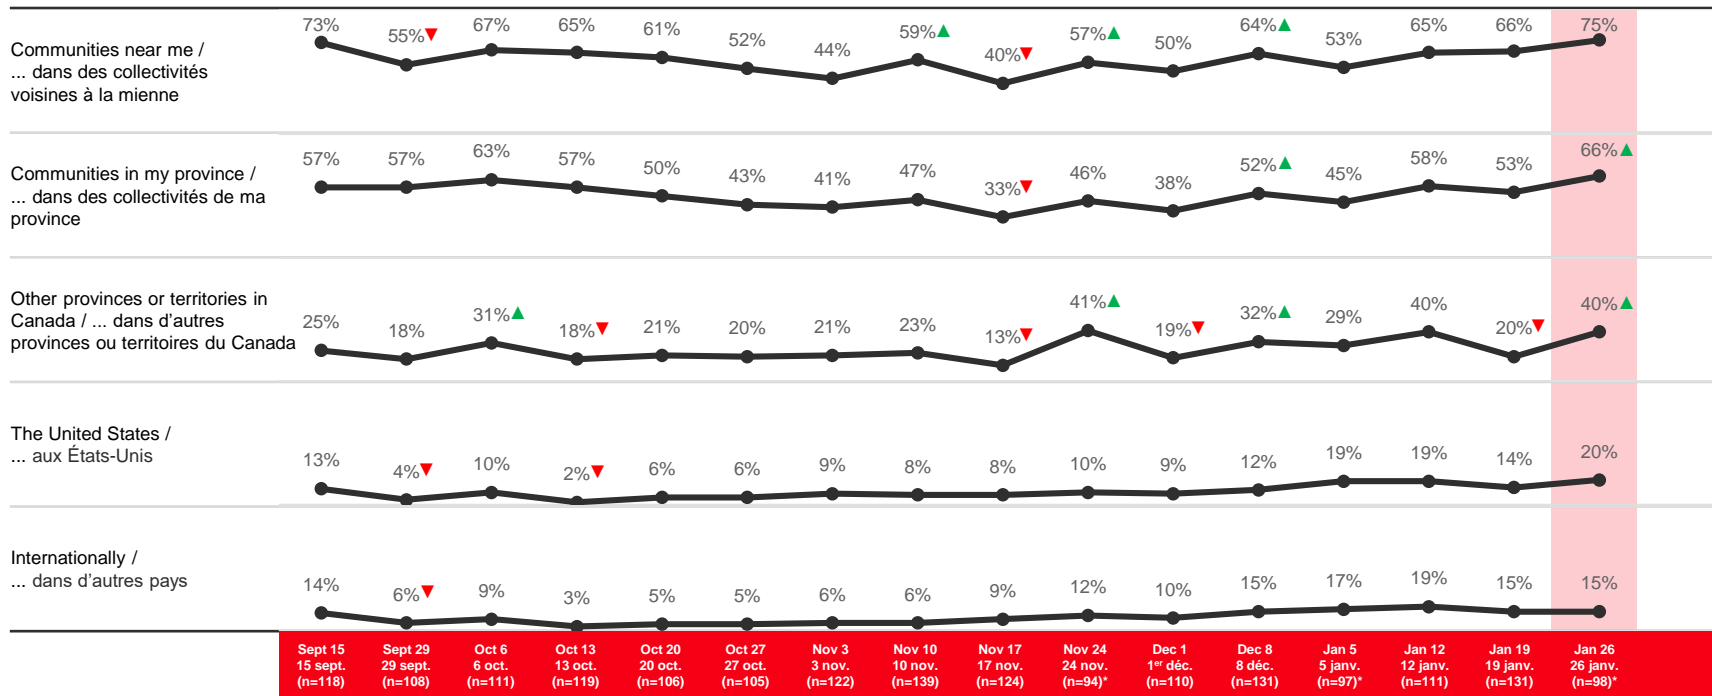 Communities near me /
... dans des collectivités
voisines à la mienne
73% 55%▼ 67% 65% 61% 52% 44% 59%▲ 40%▼ 57%▲ 50% 64%▲ 53% 65% 66% 75%
Communities in my province /
... dans des collectivités de ma
province
57% 57% 63% 57% 50% 43% 41% 47% 33%▼ 46% 38% 52%▲ 45% 58% 53% 66%▲
Other provinces or territories in
Canada / ... dans d'autres
provinces ou territoires du Canada
25% 18% 31%▲ 18%▼ 21% 20% 21% 23% 13%▼ 41%▲ 19%▼ 32%▲ 29% 40% 20%▼ 40%▲
The United States /
... aux États-Unis
13% 4%▼ 10% 2%▼ 6% 6% 9% 8% 8% 10% 9% 12% 19% 19% 14% 20%
Internationally /
... dans d'autres pays
14% 6%▼ 9% 3% 5% 5% 6% 6% 9% 12% 10% 15% 17% 19% 15% 15%
Sept 15 Sept 29 Oct 6 Oct 13 Oct 20 Oct 27 Nov 3 Nov 10 Nov 17 Nov 24 Dec 1 Dec 8 Jan 5 Jan 12 Jan 19 Jan 26
15 sept. 29 sept. 6 oct. 13 oct. 20 oct. 27 oct. 3 nov. 10 nov. 17 nov. 24 nov. 1er déc. 8 déc. 5 janv. 12 janv. 19 janv. 26 janv.
(n=118) (n=108) (n=111) (n=119) (n=106) (n=105) (n=122) (n=139) (n=124) (n=94)* (n=110) (n=131) (n=97)* (n=111) (n=131) (n=98)*